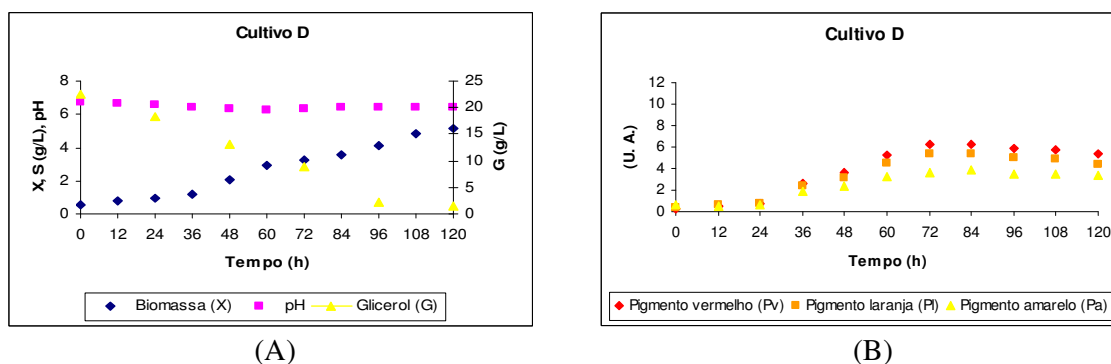 Cultivo D
X, S (g/L), pH
8
6
4
2
0
25
20
15
10
5
0
G (g/L)
0 12 24 36 48 60 72 84 96 108 120
Tempo (h)
Biomassa (X) pH Glicerol (G)
(A)
Cultivo D
(U. A.)
12
10
8
6
4
2
0
0 12 24 36 48 60 72 84 96 108 120
Tempo (h)
Pigmento vermelho (Pv) Pigmento laranja (Pl) Pigmento amarelo (Pa)
(B)